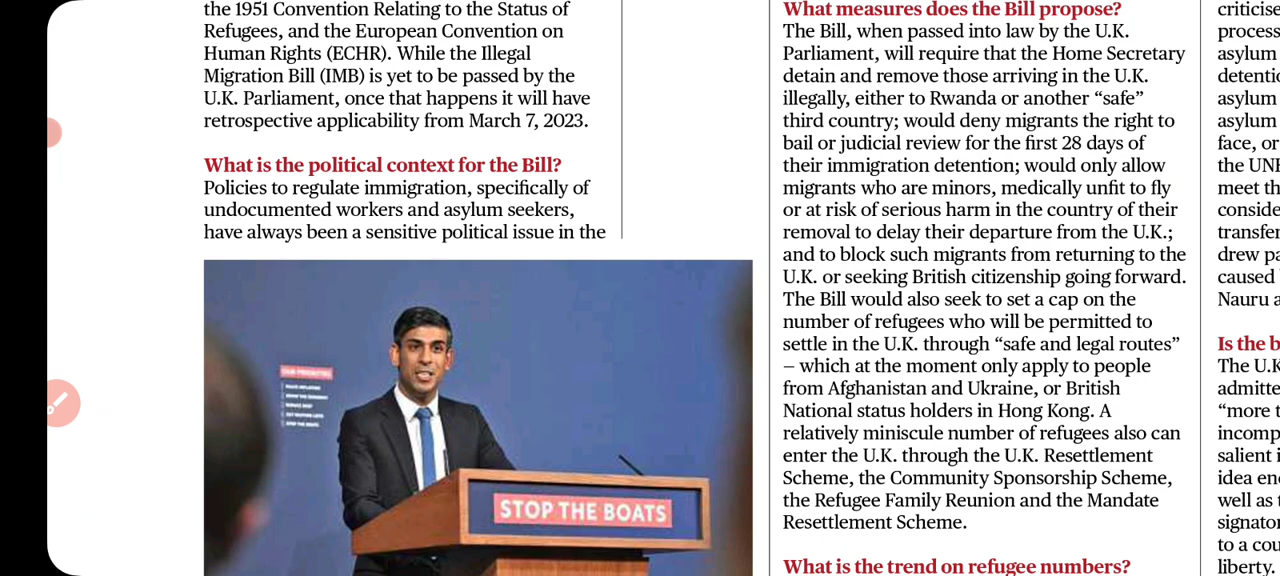 the 1951 Convention Relating to the Status of
Refugees, and the European Convention on
Human Rights (ECHR). While the Illegal
Migration Bill (IMB) is yet to be passed by the
U.K. Parliament, once that happens it will have
retrospective applicability from March 7, 2023.
What is the political context for the Bill?
Policies to regulate immigration, specifically of
undocumented workers and asylum seekers,
have always been a sensitive political issue in the
OUR PRIORITIES
STOP THE BOATS
What measures does the Bill propose?
The Bill, when passed into law by the U.K.
Parliament, will require that the Home Secretary
detain and remove those arriving in the U.K.
illegally, either to Rwanda or another “safe”
third country; would deny migrants the right to
bail or judicial review for the first 28 days of
their immigration detention; would only allow
migrants who are minors, medically unfit to fly
or at risk of serious harm in the country of their
removal to delay their departure from the U.K.;
and to block such migrants from returning to the
U.K. or seeking British citizenship going forward.
The Bill would also seek to set a cap on the
number of refugees who will be permitted to
settle in the U.K. through “safe and legal routes”
– which at the moment only apply to people
from Afghanistan and Ukraine, or British
National status holders in Hong Kong. A
relatively miniscule number of refugees also can
enter the U.K. through the U.K. Resettlement
Scheme, the Community Sponsorship Scheme,
the Refugee Family Reunion and the Mandate
Resettlement Scheme.
What is the trend on refugee numbers?
criticise
process
asylum
detentio
asylum
asylum
face, or
the UNH
meet th
conside
transfer
drew pa
caused
Nauru a
Is the b
The U.K
admitte
“more t
incomp
salient i
idea en
well as t
signator
to a cou
liberty.